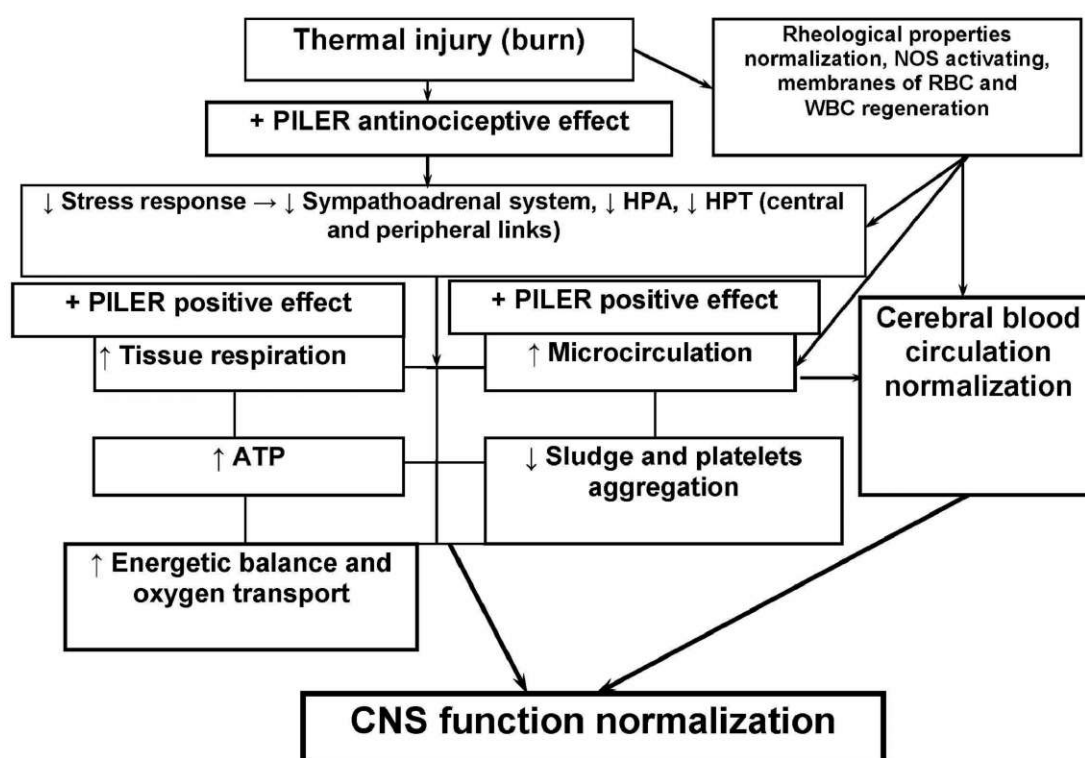 Thermal injury (burn)
Rheological properties
normalization, NOS activating,
membranes of RBC and
WBC regeneration
+ PILER antinociceptive effect
↓ Stress response → ↓ Sympathoadrenal system, ↓ HPA, ↓ HPT (central
and peripheral links)
+ PILER positive effect
+ PILER positive effect
↑ Tissue respiration
↑ Microcirculation
Cerebral blood
circulation
normalization
↑ ATP
↓ Sludge and platelets
aggregation
↑ Energetic balance and
oxygen transport
CNS function normalization